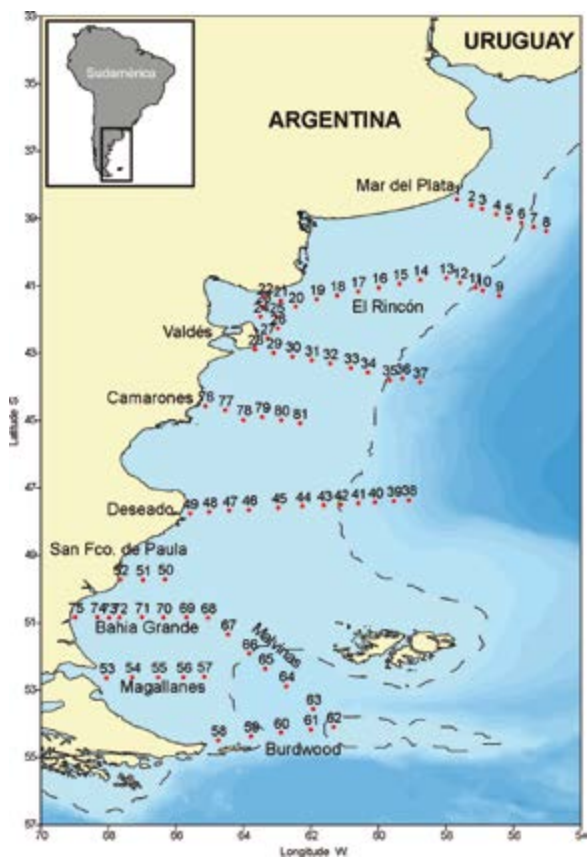 URUGUAY
Sudamérica
ARGENTINA
Mar del Plata
2 3 4 5 6 7 8
22 21 20 19 18 17 16 15 14 13 12 11 10 9
El Rincón
24 25
26
Valdés 27
28 29 30 31 32 33 34 35 36 37
Camarones 76 77 78 79 80 81
Deseado 49 48 47 46 45 44 43 42 41 40 39 38
San Fco. de Paula
52 51 50
75 74 73 72 71 70 69 68
Bahia Grande 67
Malvinas
66
65
64
53 54 55 56 57
Magallanes
63
58 59 60 61 62
Burdwood
33
35
37
39
41
43
45
47
49
51
53
55
57
Latitude S
70 68 66 64 62 60 58 56 54
Longitude W